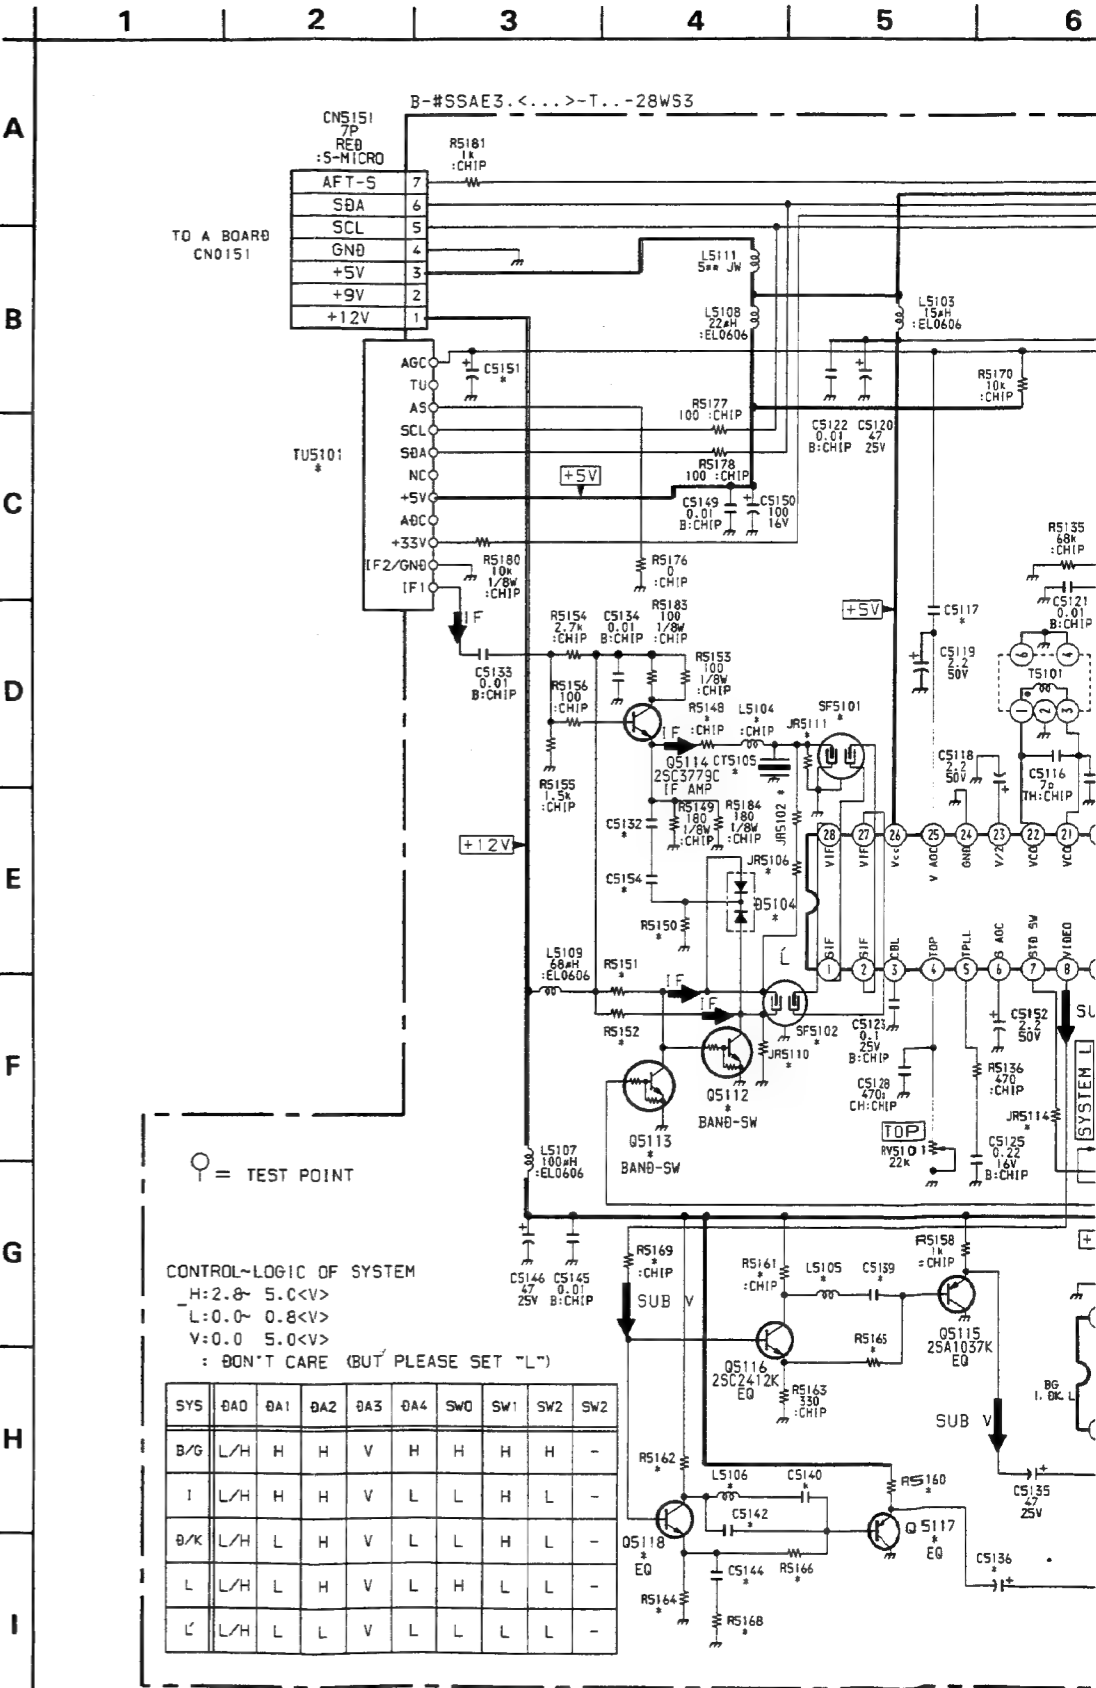 1 2 3 4 5 6
A
B
C
D
E
F
G
H
I
B-#SSAE3.<...>-T..-28WS3
CN5151
7P
RED
:S-MICRO
AFT-S 7
SDA 6
SCL 5
GND 4
+5V 3
+9V 2
+12V 1
TO A BOARD
CN0151
R5181
1k
:CHIP
L5111
5** JW
L5108
22µH
:EL0606
L5103
15µH
:EL0606
TU5101
*
AGC
TU
AS
SCL
SDA
NC
+5V
ADC
+33V
IF2/GND
IF1
C5151
*
R5177
100 :CHIP
R5178
100 :CHIP
C5122
0.01
B:CHIP
C5120
47
25V
R5170
10k
:CHIP
+5V
C5149
0.01
B:CHIP
C5150
100
16V
R5135
68k
:CHIP
R5180
10k
1/8W
:CHIP
R5176
0
:CHIP
+5V
C5117
*
C5121
0.01
B:CHIP
IF
R5154
2.7k
:CHIP
C5134
0.01
B:CHIP
R5183
100
1/8W
:CHIP
R5153
100
1/8W
:CHIP
C5133
0.01
B:CHIP
R5156
100
:CHIP
C5119
2.2
50V
6 4
T5101
1 2 3
R5148
*
:CHIP
L5104
*
:CHIP
JR5111
*
SF5101
*
IF
Q5114
2SC3779C
IF AMP
CT5105
*
R5155
1.5k
:CHIP
C5118
2.2
50V
C5116
7p
TH:CHIP
C5132
*
R5149
180
1/8W
:CHIP
R5184
180
1/8W
:CHIP
JR5102
*
+12V
28 27 26 25 24 23 22 21
VIF VIF Vcc V AGC GND V/2 VCO VCO
C5154
*
JR5106
*
D5104
*
R5150
*
L'
SIF SIF CBL TOP TPLL S AGC STD SW VIDEO
1 2 3 4 5 6 7 8
L5109
68µH
:EL0606
R5151
*
IF
IF
R5152
*
SF5102
*
C5123
0.1
25V
B:CHIP
C5152
2.2
50V
SU
JR5110
*
Q5112
*
BAND-SW
C5128
470p
CH:CHIP
R5136
470
:CHIP
JR5114
*
SYSTEM L
Q5113
*
BAND-SW
TOP
RV5101
22k
C5125
0.22
16V
B:CHIP
L5107
100µH
:EL0606
= TEST POINT
C5146
47
25V
C5145
0.01
B:CHIP
R5169
*
:CHIP
SUB V
R5161
*
:CHIP
L5105
*
C5139
*
R5158
1k
:CHIP
Q5115
2SA1037K
EQ
R5165
*
Q5116
2SC2412K
EQ
R5163
330
:CHIP
SUB V
CONTROL~LOGIC OF SYSTEM
H:2.8~ 5.0<V>
L:0.0~ 0.8<V>
V:0.0 5.0<V>
: DON'T CARE (BUT PLEASE SET "L")
SYS DA0 DA1 DA2 DA3 DA4 SW0 SW1 SW2 SW2
B/G L/H H H V H H H H -
I L/H H H V L L H L -
D/K L/H L H V L L H L -
L L/H L H V L H L L -
L' L/H L L V L L L L -
R5162
*
L5106
*
C5140
*
C5142
*
R5160
*
C5135
47
25V
Q5118
*
EQ
R5166
*
Q5117
*
EQ
C5144
*
C5136
*
R5164
*
R5168
*